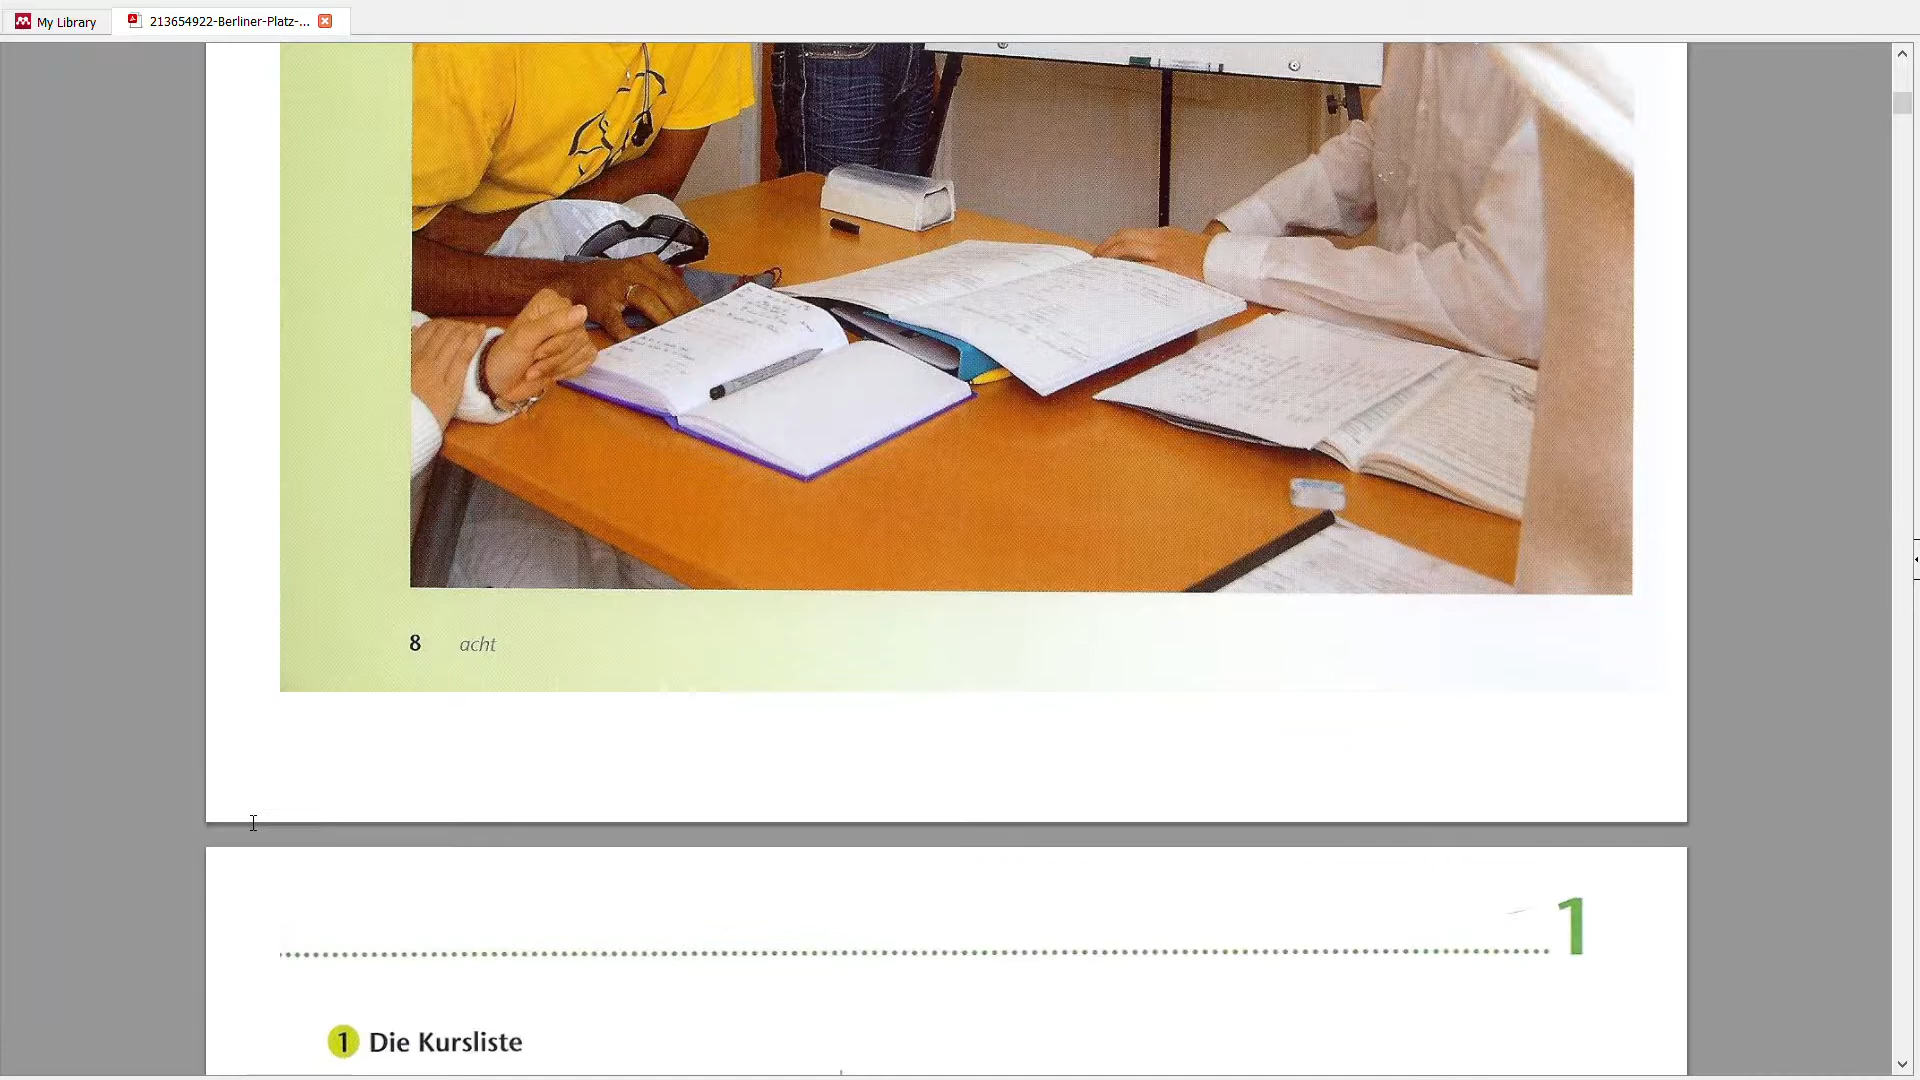 My Library
213654922-Berliner-Platz-...
8 acht
1
1 Die Kursliste